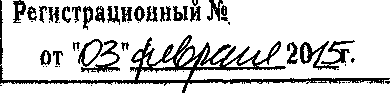 Регистрационный №
от "03" февраля 2015г.